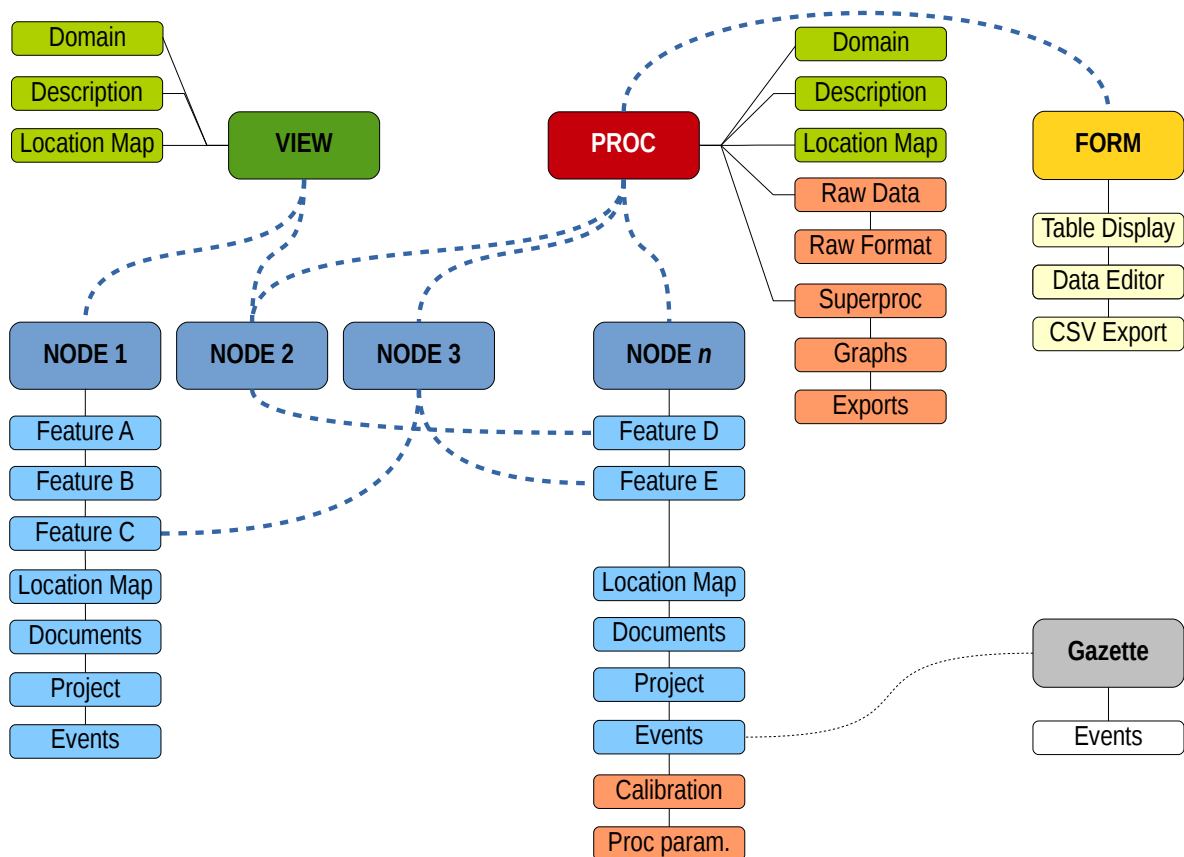 Domain
Description
Location Map
VIEW
PROC
Domain
Description
Location Map
Raw Data
Raw Format
Superproc
Graphs
Exports
FORM
Table Display
Data Editor
CSV Export
NODE 1
NODE 2
NODE 3
NODE n
Feature A
Feature B
Feature C
Location Map
Documents
Project
Events
Feature D
Feature E
Location Map
Documents
Project
Events
Calibration
Proc param.
Gazette
Events